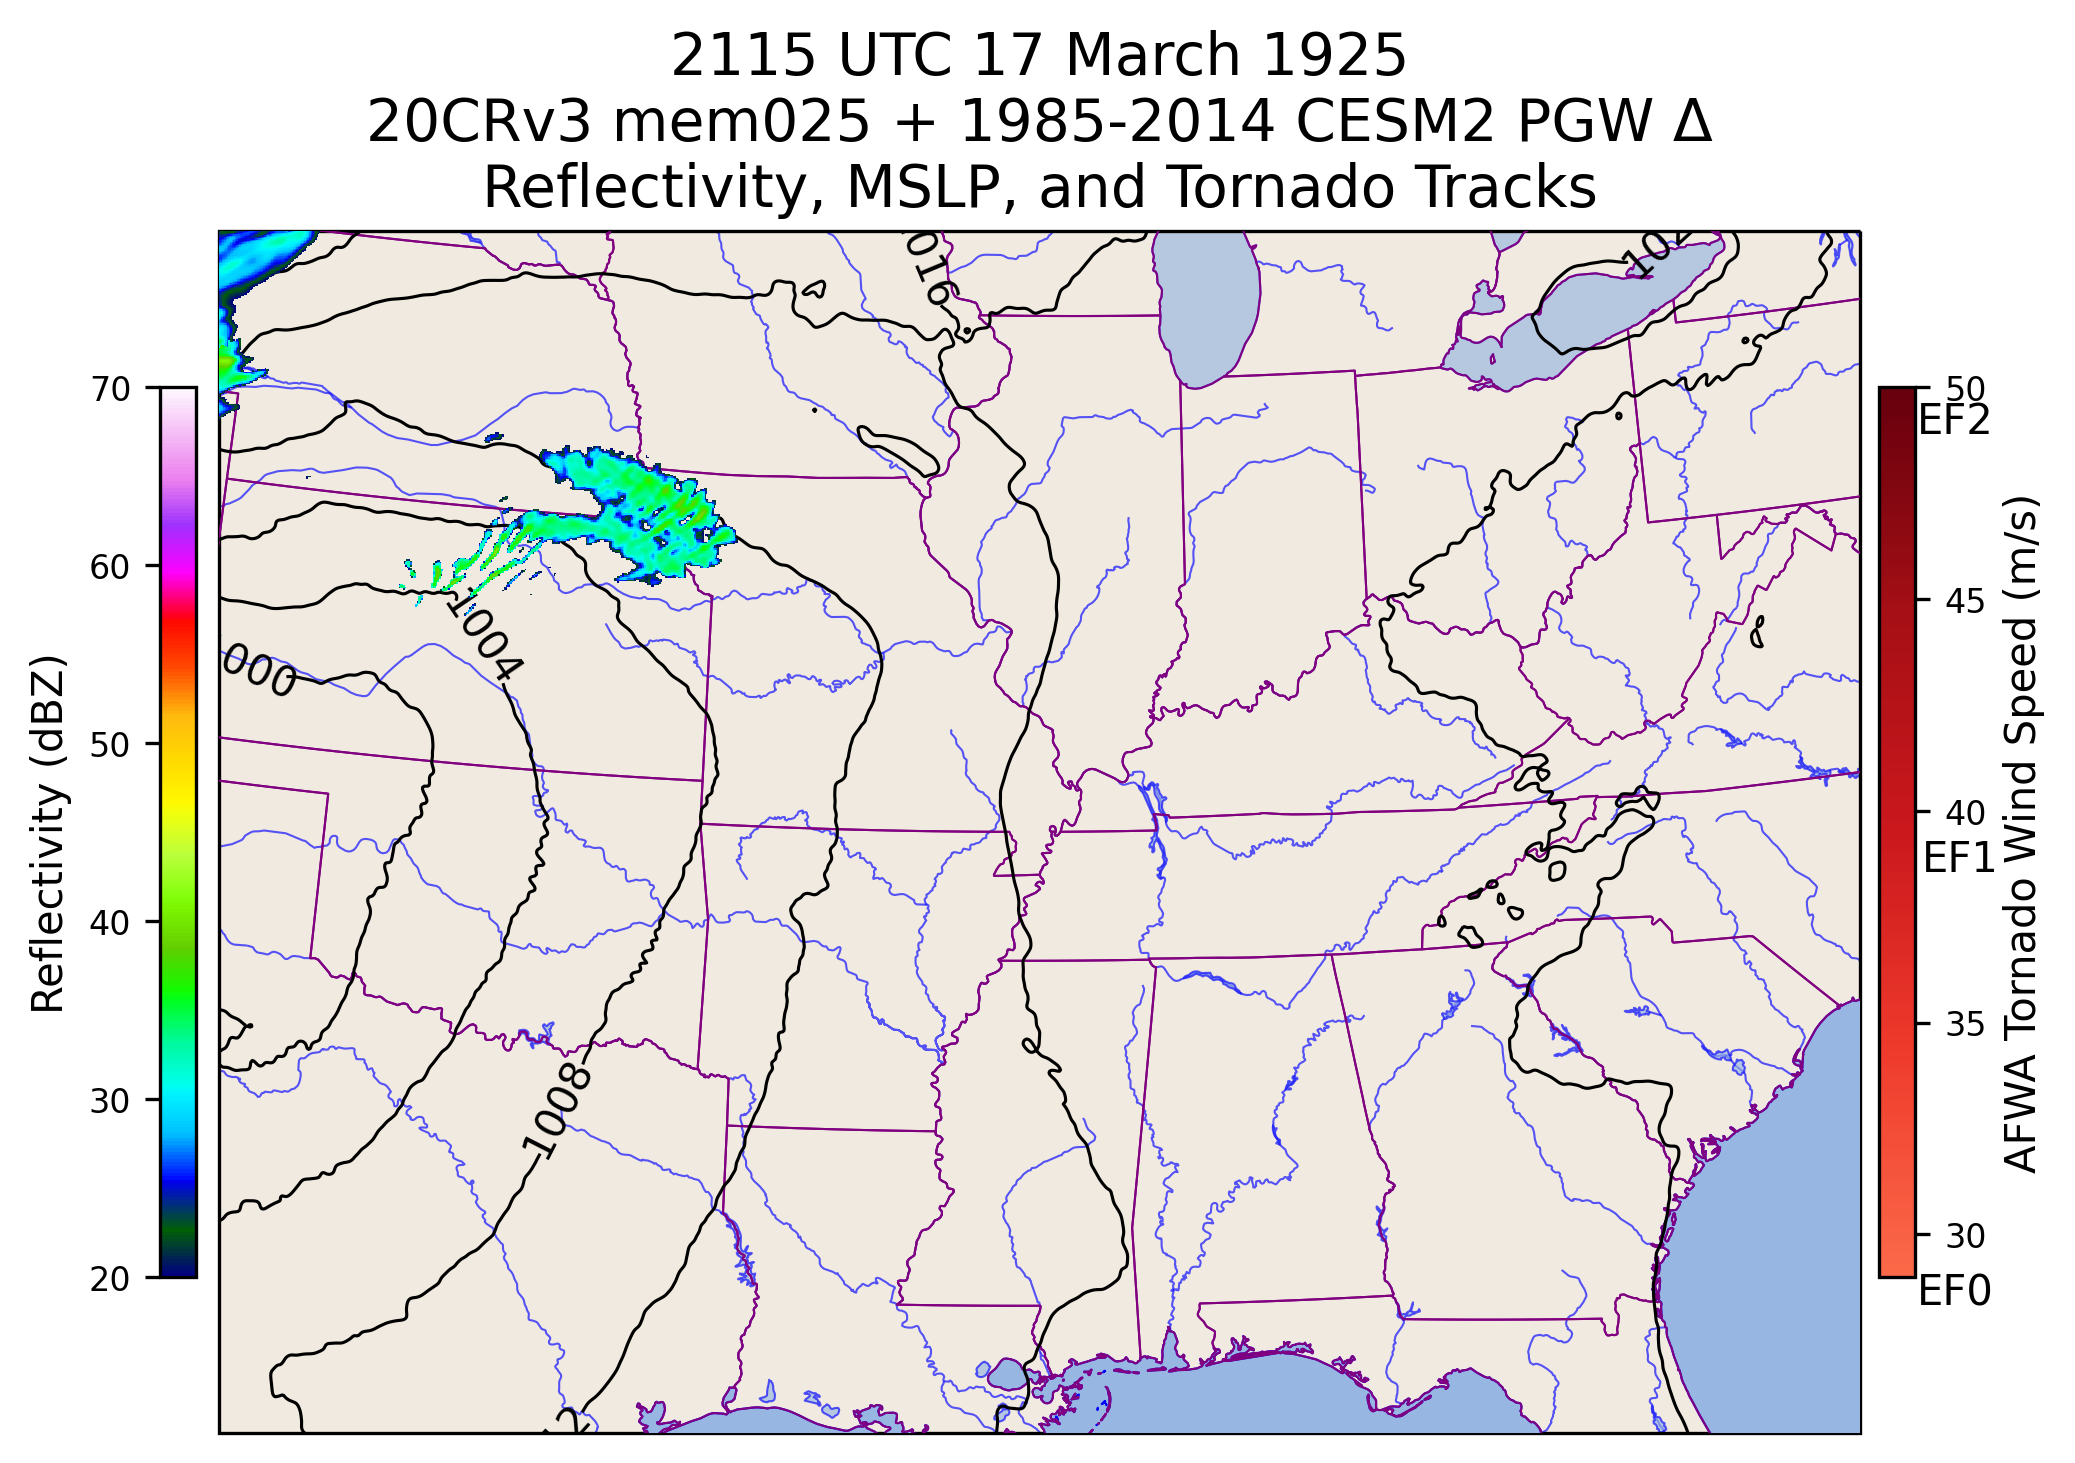 2115 UTC 17 March 1925
20CRv3 mem025 + 1985-2014 CESM2 PGW Δ
Reflectivity, MSLP, and Tornado Tracks
016
102
70
60
50
40
30
20
Reflectivity (dBZ)
1004
000
1008
50
EF2
45
40
EF1
35
30
EF0
AFWA Tornado Wind Speed (m/s)